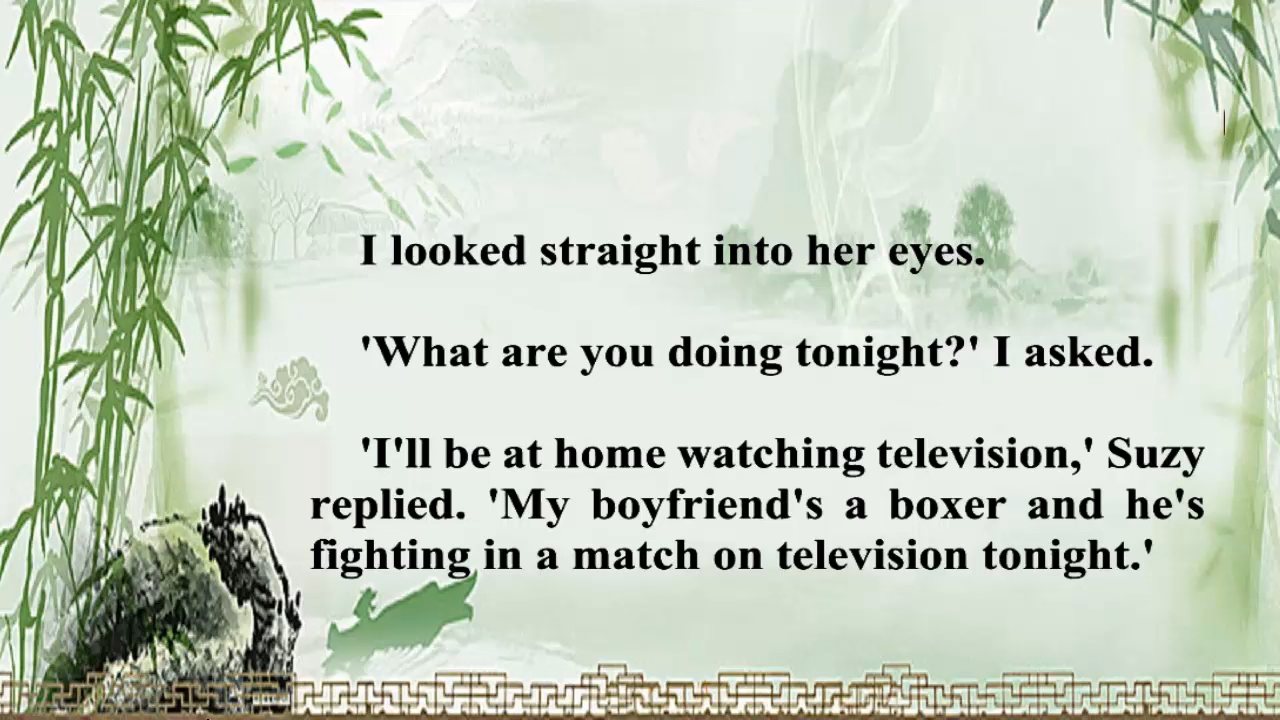 I looked straight into her eyes.
'What are you doing tonight?' I asked.
'I'll be at home watching television,' Suzy
replied. 'My boyfriend's a boxer and he's
fighting in a match on television tonight.'